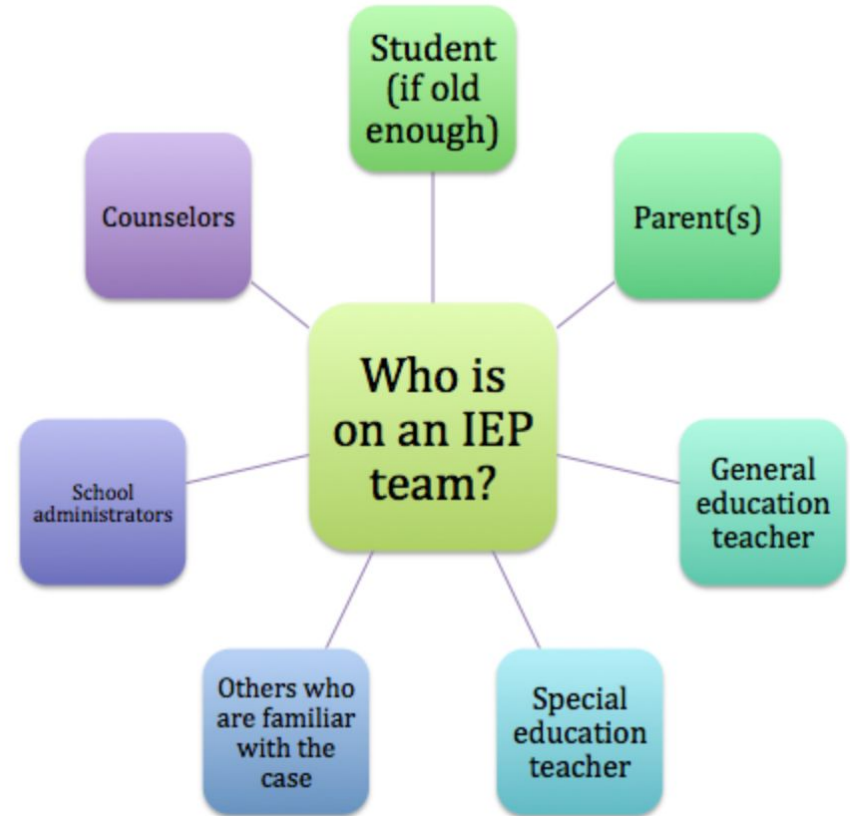 Student
(if old
enough)
Counselors
Parent(s)
Who is
on an IEP
team?
School
administrators
General
education
teacher
Others who
are familiar
with the
case
Special
education
teacher